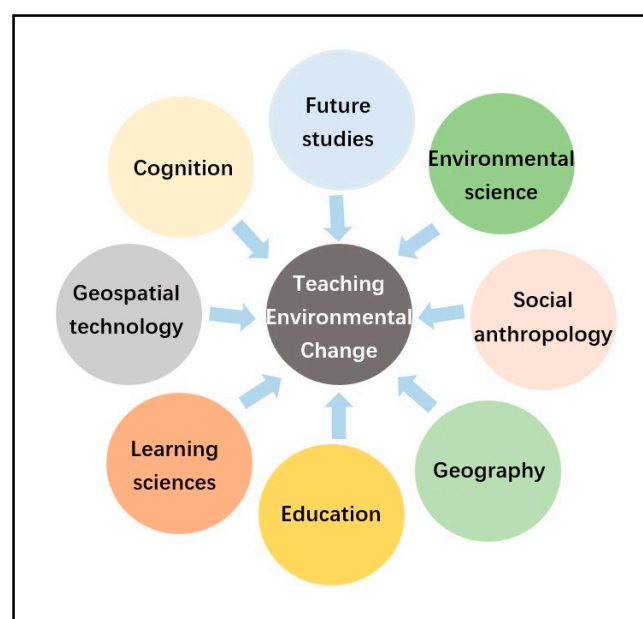 Future
studies
Environmental
science
Cognition
Teaching
Environmental
Change
Geospatial
technology
Social
anthropology
Learning
sciences
Geography
Education